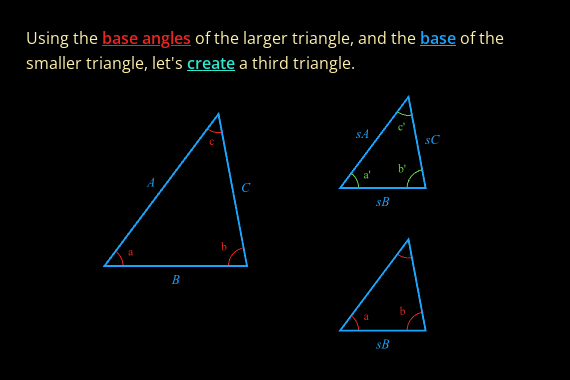 Using the base angles of the larger triangle, and the base of the
smaller triangle, let's create a third triangle.
c
A
C
a
b
B
sA
c'
sC
a'
b'
sB
a
b
sB